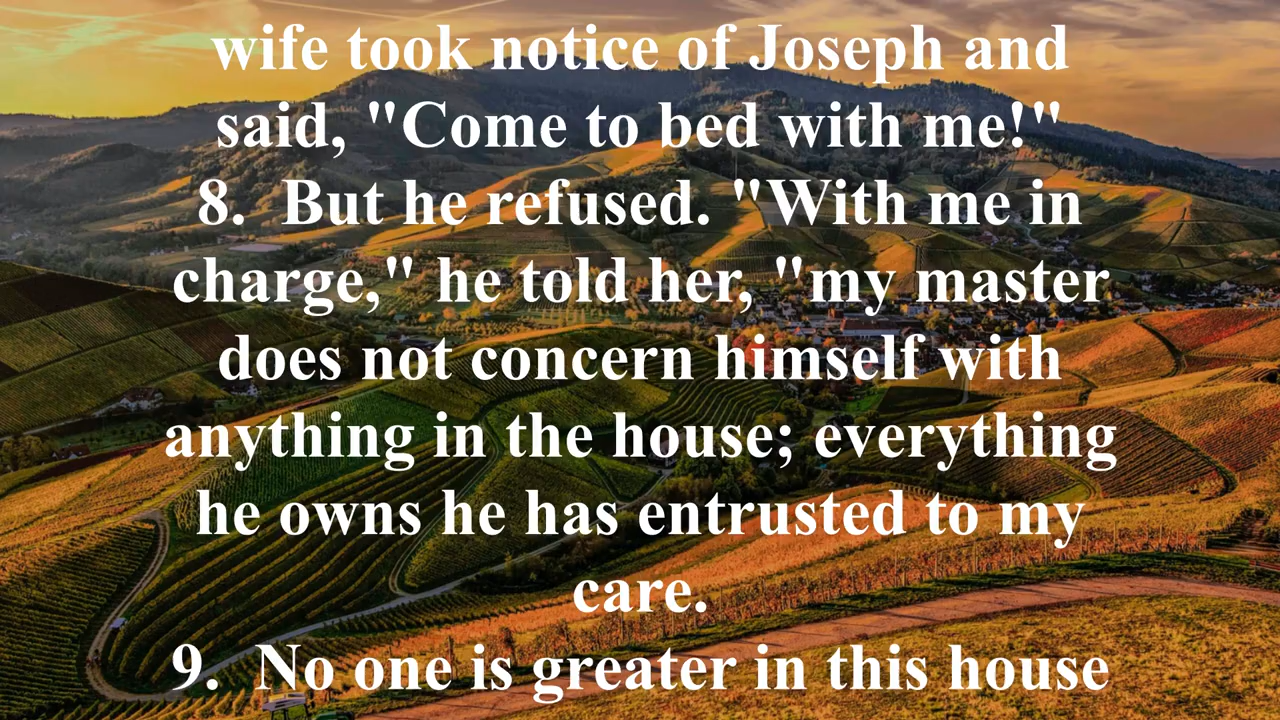 wife took notice of Joseph and
said, "Come to bed with me!"
8.  But he refused. "With me in
charge," he told her, "my master
does not concern himself with
anything in the house; everything
he owns he has entrusted to my
care.
9.  No one is greater in this house